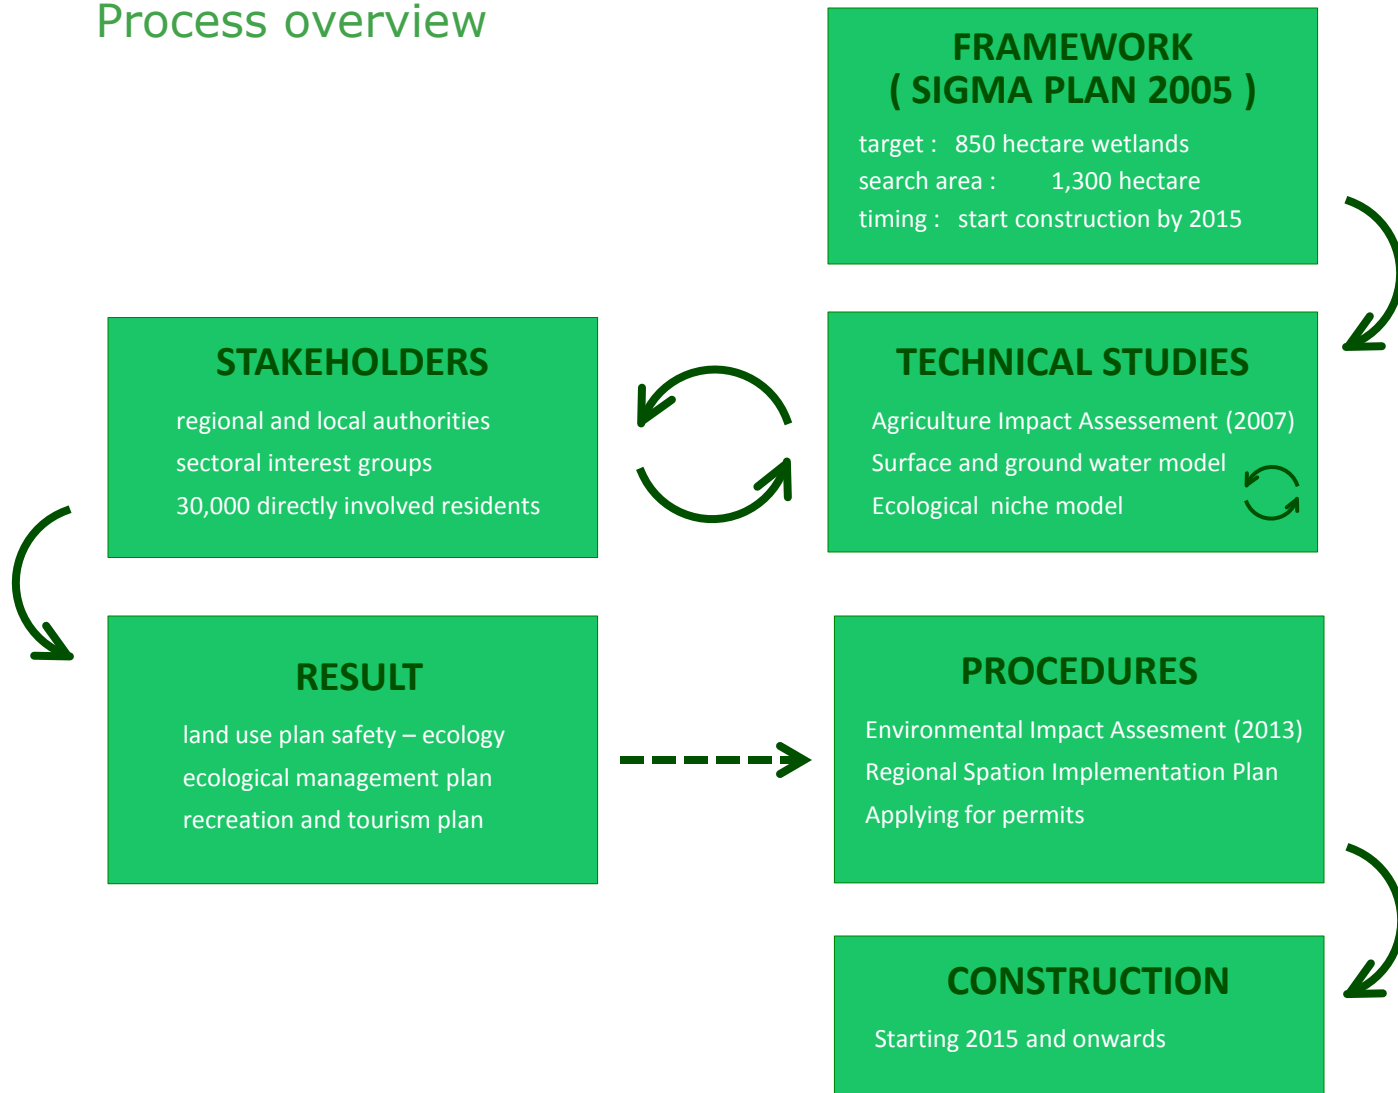 Process overview
FRAMEWORK
( SIGMA PLAN 2005 )
target : 850 hectare wetlands
search area : 1,300 hectare
timing : start construction by 2015
STAKEHOLDERS
regional and local authorities
sectoral interest groups
30,000 directly involved residents
TECHNICAL STUDIES
Agriculture Impact Assessement (2007)
Surface and ground water model
Ecological niche model
RESULT
land use plan safety – ecology
ecological management plan
recreation and tourism plan
PROCEDURES
Environmental Impact Assesment (2013)
Regional Spation Implementation Plan
Applying for permits
CONSTRUCTION
Starting 2015 and onwards